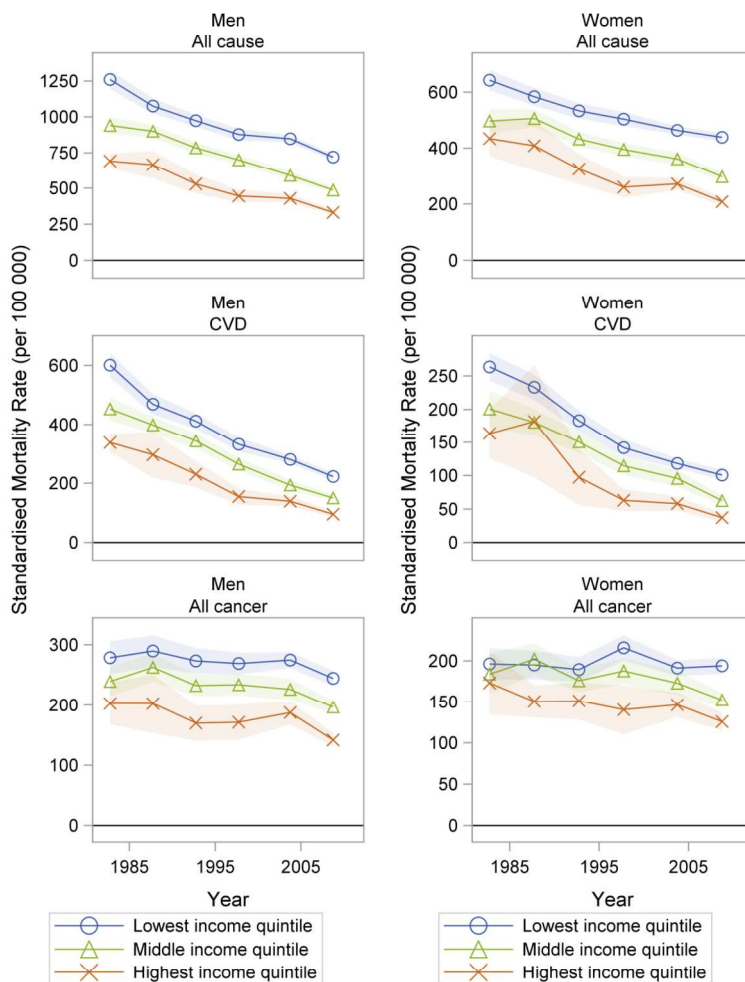 Men
All cause
1250
1000
750
500
250
0
Women
All cause
600
400
200
0
Standardised Mortality Rate (per 100 000)
Men
CVD
600
400
200
0
Standardised Mortality Rate (per 100 000)
Women
CVD
250
200
150
100
50
0
Men
All cancer
300
200
100
0
1985 1995 2005
Year
Women
All cancer
200
150
100
50
0
1985 1995 2005
Year
Lowest income quintile
Middle income quintile
Highest income quintile
Lowest income quintile
Middle income quintile
Highest income quintile